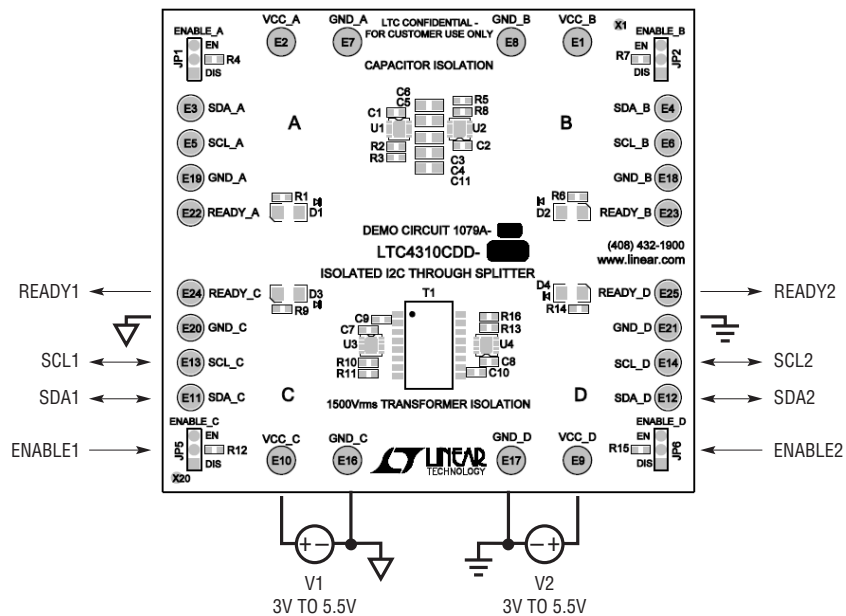 ENABLE_A
VCC_A
GND_A
LTC CONFIDENTIAL -
FOR CUSTOMER USE ONLY
GND_B
VCC_B
X1
ENABLE_B
JP1
EN
R4
DIS
E2
E7
E8
E1
R7
EN
DIS
JP2
CAPACITOR ISOLATION
E3 SDA_A
E5 SCL_A
E19 GND_A
E22 READY_A
A
C6
C5
C1
U1
R2
R3
R5
R8
U2
C2
C3
C4
C11
B
SDA_B E4
SCL_B E6
GND_B E18
READY_B E23
R1
D1
R6
D2
DEMO CIRCUIT 1079A-
LTC4310CDD-
(408) 432-1900
www.linear.com
ISOLATED I2C THROUGH SPLITTER
READY1
E24 READY_C
D3
R9
T1
D4
R14
READY_D E25
READY2
E20 GND_C
GND_D E21
SCL1
E13 SCL_C
SCL_D E14
SCL2
SDA1
E11 SDA_C
SDA_D E12
SDA2
C9
C7
U3
R10
R11
R16
R13
U4
C8
C10
C
D
1500Vrms TRANSFORMER ISOLATION
ENABLE1
ENABLE_C
JP5
EN
R12
DIS
X20
VCC_C
E10
GND_C
E16
LT LINEAR
TECHNOLOGY
GND_D
E17
VCC_D
E9
ENABLE_D
EN
R15
DIS
JP6
ENABLE2
+ −
− +
V1
3V TO 5.5V
V2
3V TO 5.5V